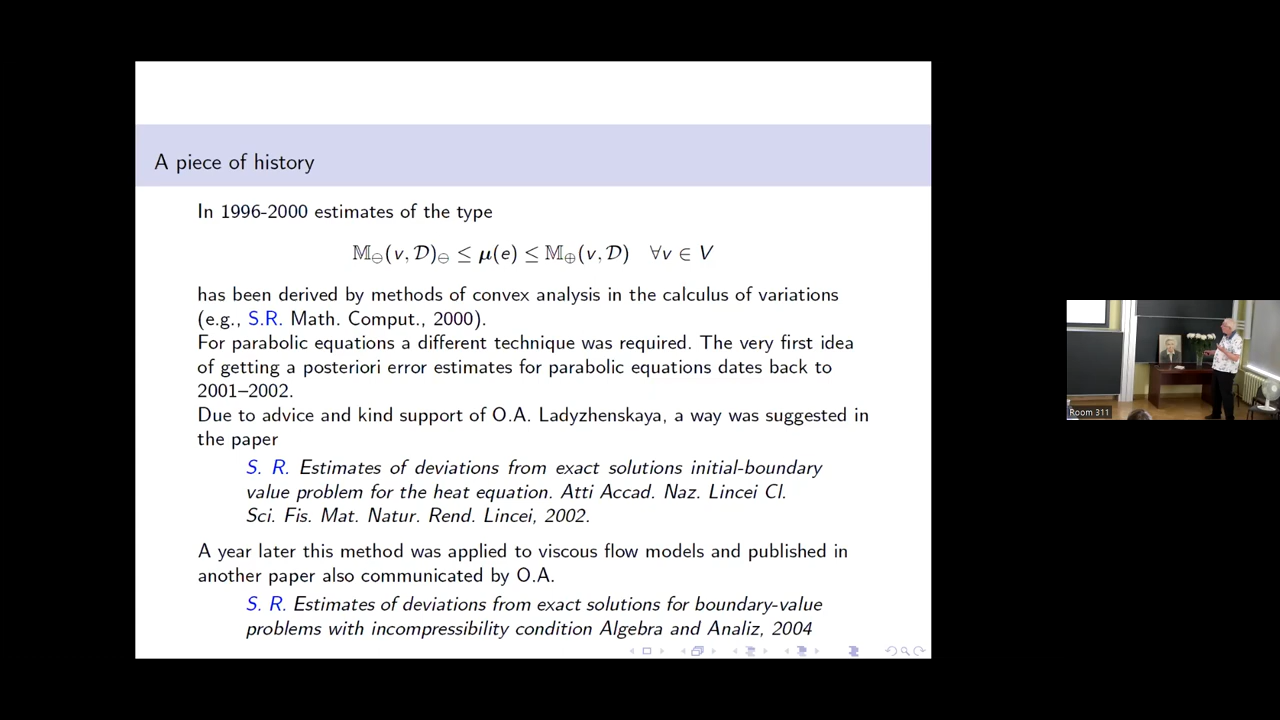 A piece of history
In 1996-2000 estimates of the type
𝕄⊖(v, 𝒟)⊖ ≤ μ(e) ≤ 𝕄⊕(v, 𝒟) ∀v ∈ V
has been derived by methods of convex analysis in the calculus of variations
(e.g., S.R. Math. Comput., 2000).
For parabolic equations a different technique was required. The very first idea
of getting a posteriori error estimates for parabolic equations dates back to
2001–2002.
Due to advice and kind support of O.A. Ladyzhenskaya, a way was suggested in
the paper
S. R. Estimates of deviations from exact solutions initial-boundary
value problem for the heat equation. Atti Accad. Naz. Lincei Cl.
Sci. Fis. Mat. Natur. Rend. Lincei, 2002.
A year later this method was applied to viscous flow models and published in
another paper also communicated by O.A.
S. R. Estimates of deviations from exact solutions for boundary-value
problems with incompressibility condition Algebra and Analiz, 2004
Room 311